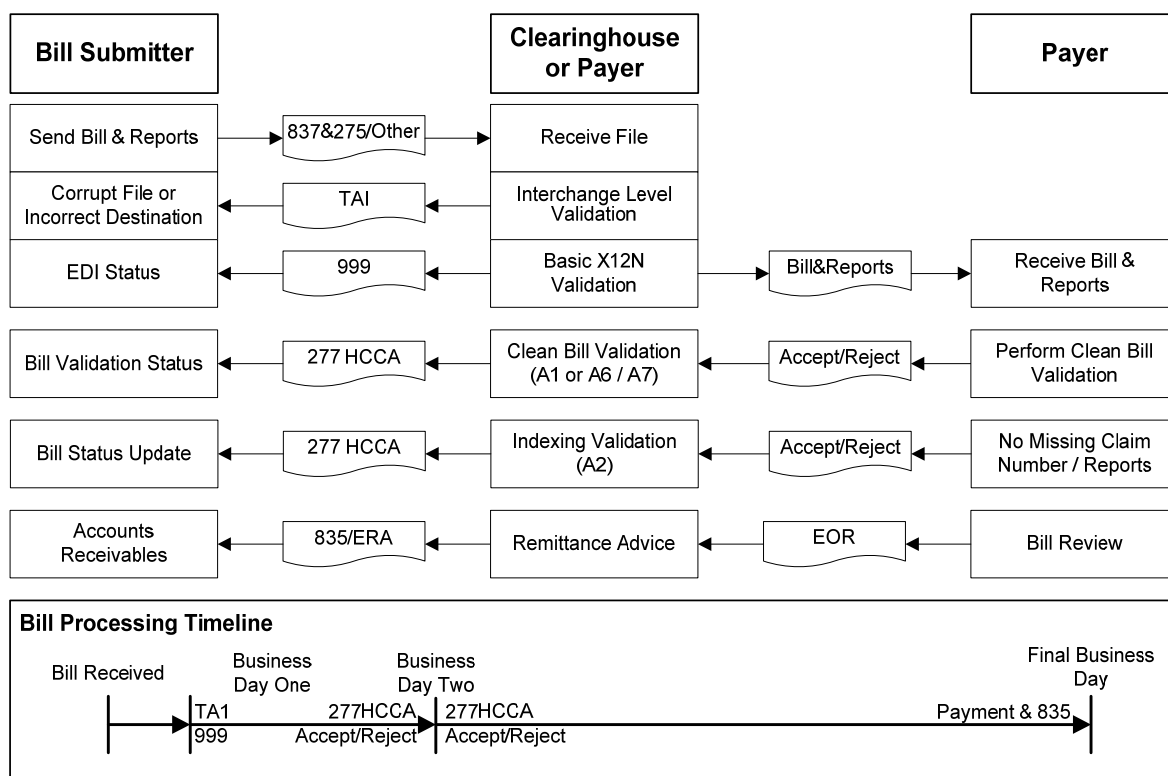 Bill Submitter
Clearinghouse
or Payer
Payer
Send Bill & Reports
837&275/Other
Receive File
Corrupt File or
Incorrect Destination
TAI
Interchange Level
Validation
EDI Status
999
Basic X12N
Validation
Bill&Reports
Receive Bill &
Reports
Bill Validation Status
277 HCCA
Clean Bill Validation
(A1 or A6 / A7)
Accept/Reject
Perform Clean Bill
Validation
Bill Status Update
277 HCCA
Indexing Validation
(A2)
Accept/Reject
No Missing Claim
Number / Reports
Accounts
Receivables
835/ERA
Remittance Advice
EOR
Bill Review
Bill Processing Timeline
Bill Received
Business
Day One
Business
Day Two
Final Business
Day
TA1
999
277HCCA
Accept/Reject
277HCCA
Accept/Reject
Payment & 835